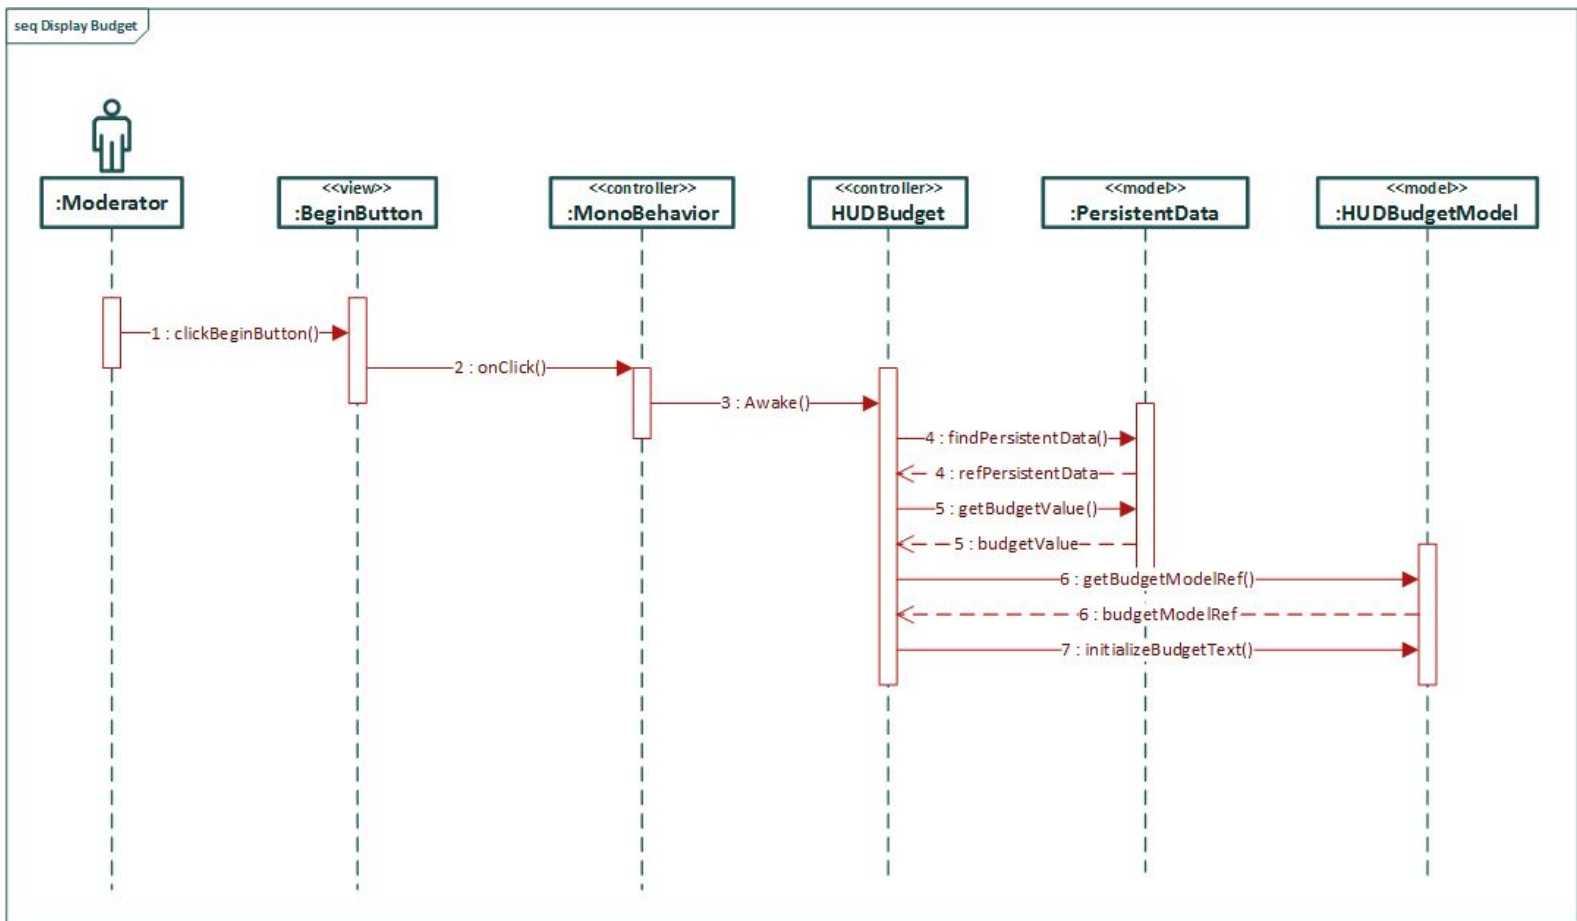 seq Display Budget
:Moderator
<<view>>
:BeginButton
<<controller>>
:MonoBehavior
<<controller>>
HUDBudget
<<model>>
:PersistentData
<<model>>
:HUDBudgetModel
1 : clickBeginButton()
2 : onClick()
3 : Awake()
4 : findPersistentData()
4 : refPersistentData
5 : getBudgetValue()
5 : budgetValue
6 : getBudgetModelRef()
6 : budgetModelRef
7 : initializeBudgetText()